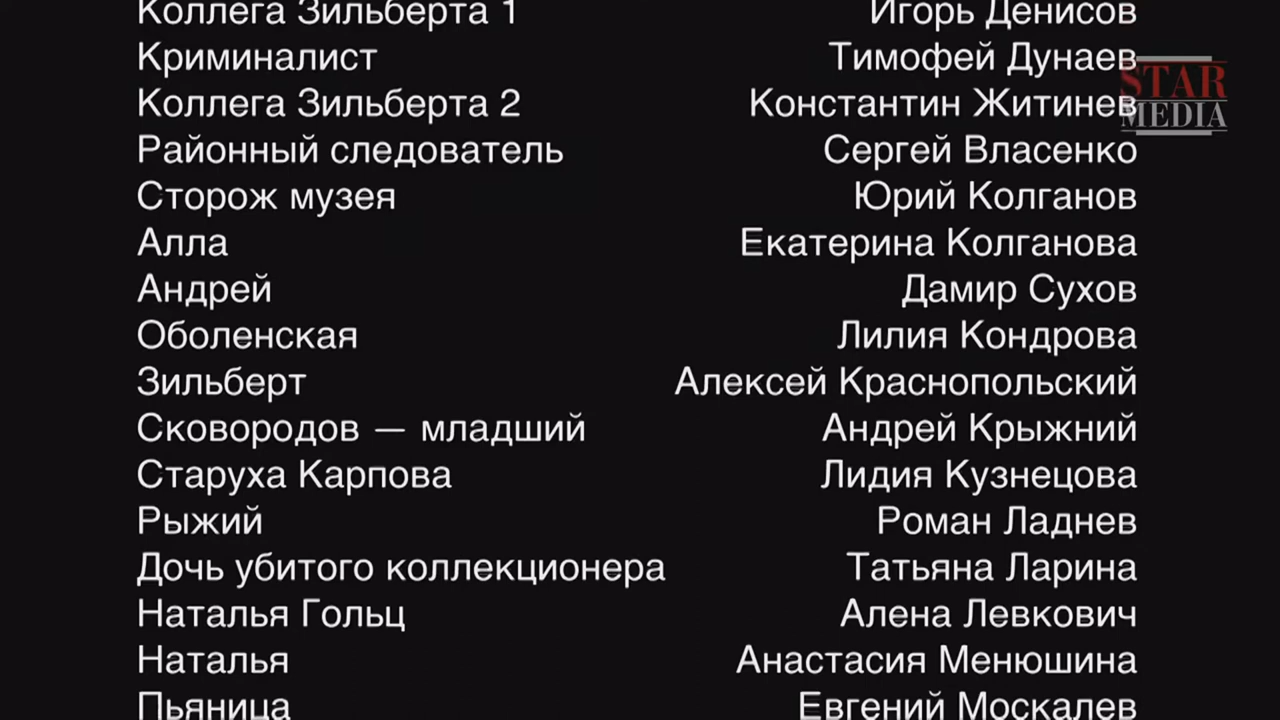 Коллега Зильберта 1 Игорь Денисов
Криминалист Тимофей Дунаев
Коллега Зильберта 2 Константин Житинев
Районный следователь Сергей Власенко
Сторож музея Юрий Колганов
Алла Екатерина Колганова
Андрей Дамир Сухов
Оболенская Лилия Кондрова
Зильберт Алексей Краснопольский
Сковородов — младший Андрей Крыжний
Старуха Карпова Лидия Кузнецова
Рыжий Роман Ладнев
Дочь убитого коллекционера Татьяна Ларина
Наталья Гольц Алена Левкович
Наталья Анастасия Менюшина
Пьяница Евгений Москалев
STAR
MEDIA